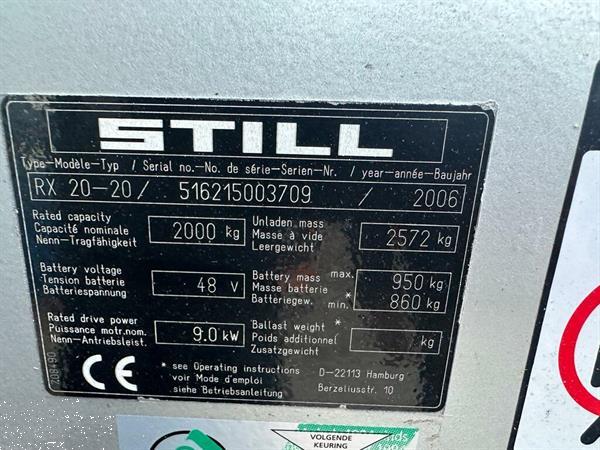 STILL
Type-Modèle-Typ / Serial no.-No. de série-Serien-Nr. / year-année-Baujahr
RX 20-20/ 516215003709 / 2006
Rated capacity
Capacité nominale 2000 kg
Nenn-Tragfähigkeit
Unladen mass
Masse à vide 2572 kg
Leergewicht
Battery voltage
Tension batterie 48 V
Batteriespannung
Battery mass max. 950 kg
Masse batterie *
Batteriegew. min. 860 kg
Rated drive power
Puissance motr.nom. 9.0 kW
Nenn-Antriebsleist.
Ballast weight *
Poids additionnel kg
Zusatzgewicht
CE
* see Operating instructions
voir Mode d'emploi
siehe Betriebsanleitung
D-22113 Hamburg
Berzeliusstr. 10
VOLGENDE
KEURING